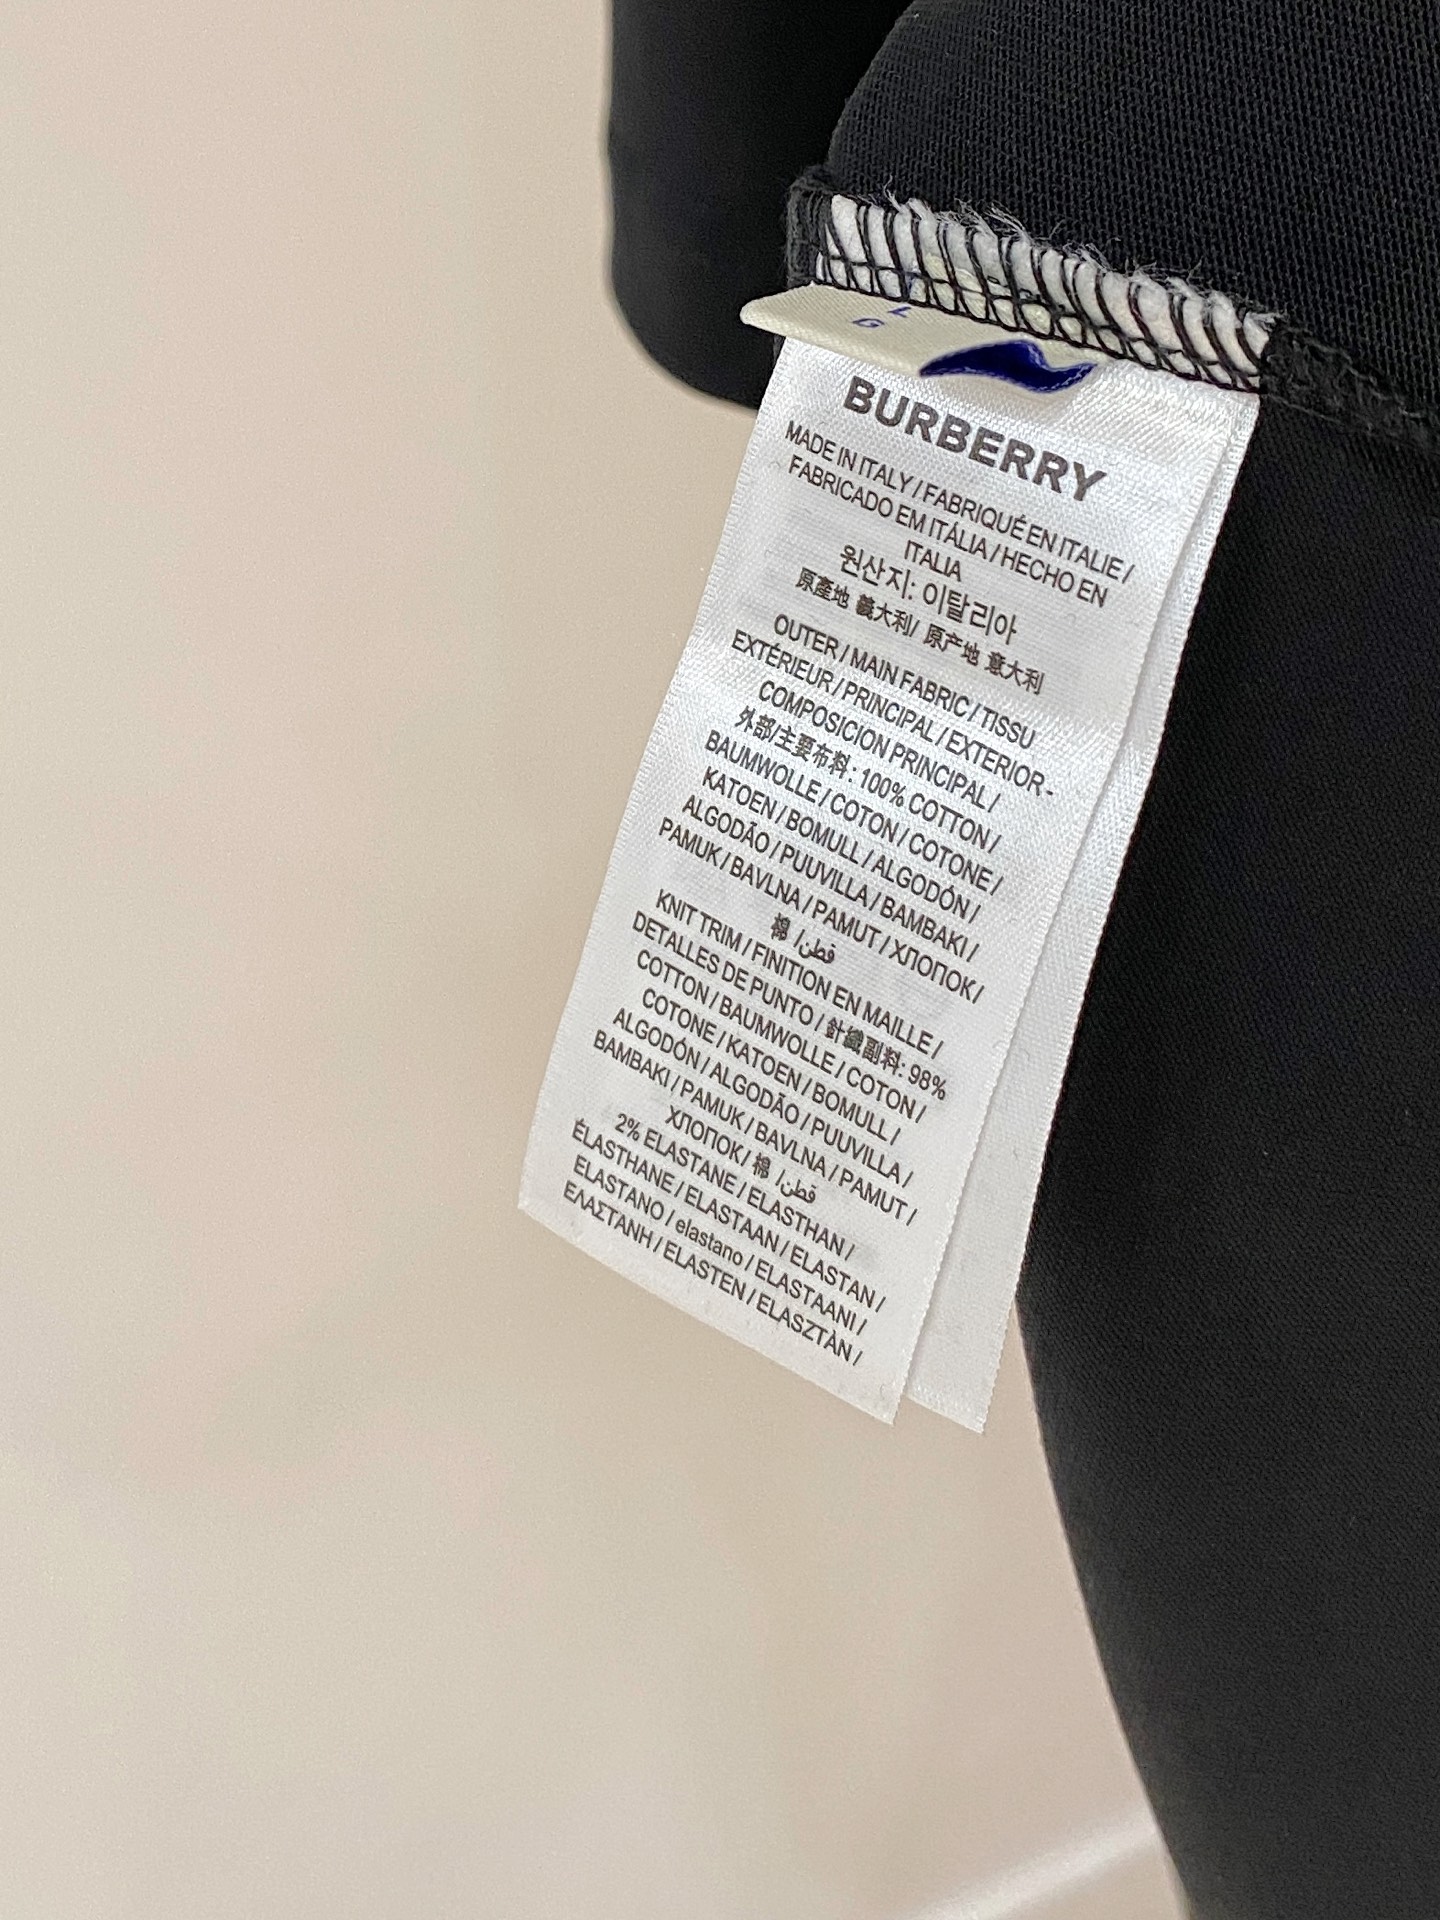 L
G
BURBERRY
MADE IN ITALY / FABRIQUÉ EN ITALIE /
FABRICADO EM ITÁLIA / HECHO EN
ITALIA
원산지: 이탈리아
原產地 義大利/ 原产地 意大利
OUTER / MAIN FABRIC / TISSU
EXTÉRIEUR / PRINCIPAL / EXTERIOR -
COMPOSICION PRINCIPAL /
外部/主要布料: 100% COTTON /
BAUMWOLLE / COTON / COTONE /
KATOEN / BOMULL / ALGODÓN /
ALGODÃO / PUUVILLA / BAMBAKI /
PAMUK / BAVLNA / PAMUT / ХЛОПОК /
棉 / قطن
KNIT TRIM / FINITION EN MAILLE /
DETALLES DE PUNTO / 針織副料: 98%
COTTON / BAUMWOLLE / COTON /
COTONE / KATOEN / BOMULL /
ALGODÓN / ALGODÃO / PUUVILLA /
BAMBAKI / PAMUK / BAVLNA / PAMUT /
ХЛОПОК / 棉 / قطن
2% ELASTANE / ELASTHAN /
ÉLASTHANE / ELASTAAN / ELASTAN /
ELASTANO / elastano / ELASTAANI /
ΕΛΑΣΤΑΝΗ / ELASTEN / ELASZTÀN /